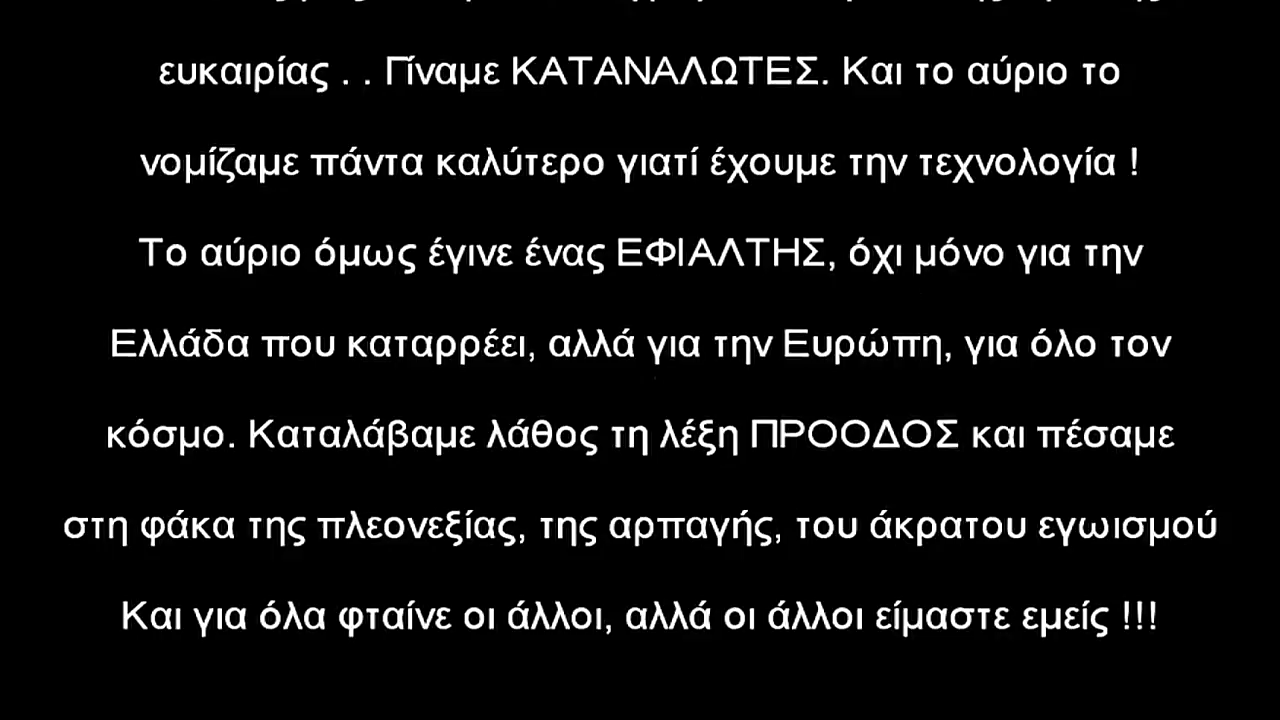 ευκαιρίας . . Γίναμε ΚΑΤΑΝΑΛΩΤΕΣ. Και το αύριο το
νομίζαμε πάντα καλύτερο γιατί έχουμε την τεχνολογία !
Το αύριο όμως έγινε ένας ΕΦΙΑΛΤΗΣ, όχι μόνο για την
Ελλάδα που καταρρέει, αλλά για την Ευρώπη, για όλο τον
κόσμο. Καταλάβαμε λάθος τη λέξη ΠΡΟΟΔΟΣ και πέσαμε
στη φάκα της πλεονεξίας, της αρπαγής, του άκρατου εγωισμού
Και για όλα φταίνε οι άλλοι, αλλά οι άλλοι είμαστε εμείς !!!